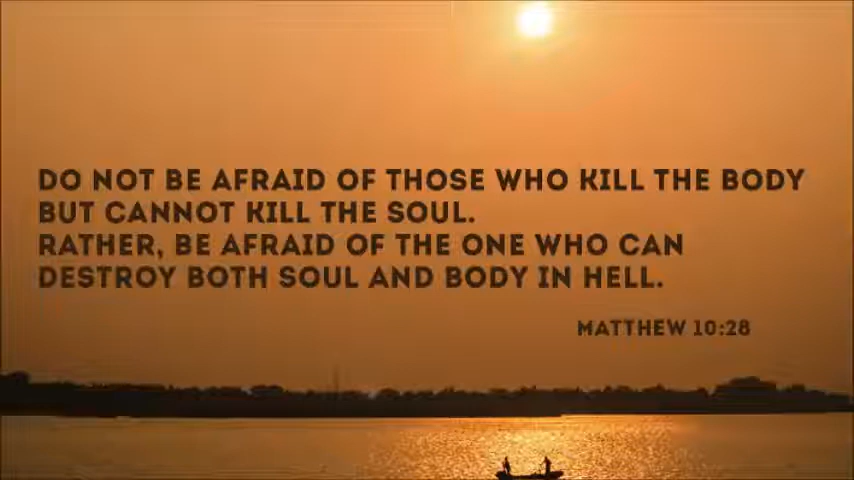 DO NOT BE AFRAID OF THOSE WHO KILL THE BODY
BUT CANNOT KILL THE SOUL.
RATHER, BE AFRAID OF THE ONE WHO CAN
DESTROY BOTH SOUL AND BODY IN HELL.
MATTHEW 10:28